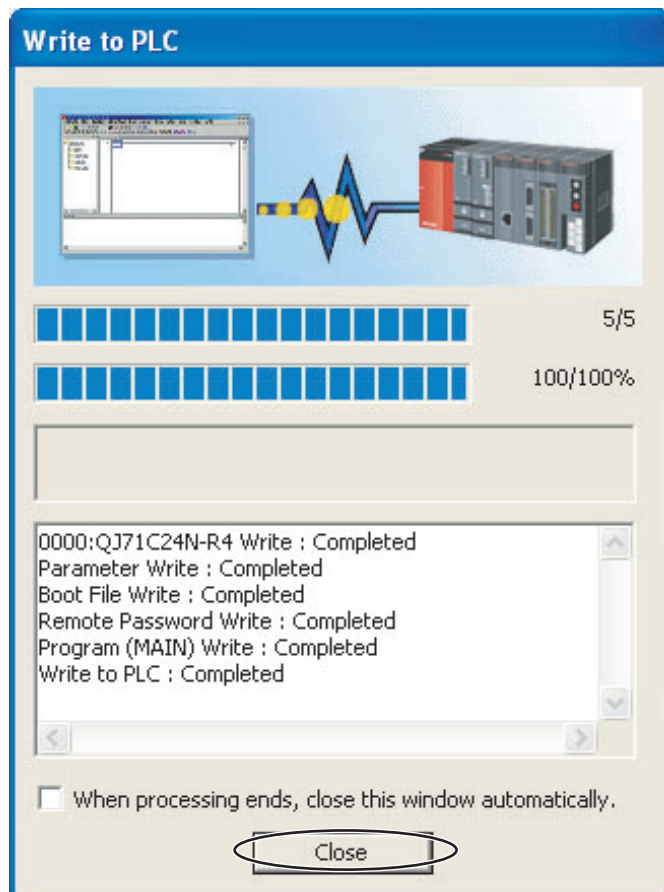 Write to PLC
5/5
100/100%
0000:QJ71C24N-R4 Write : Completed
Parameter Write : Completed
Boot File Write : Completed
Remote Password Write : Completed
Program (MAIN) Write : Completed
Write to PLC : Completed
When processing ends, close this window automatically.
Close